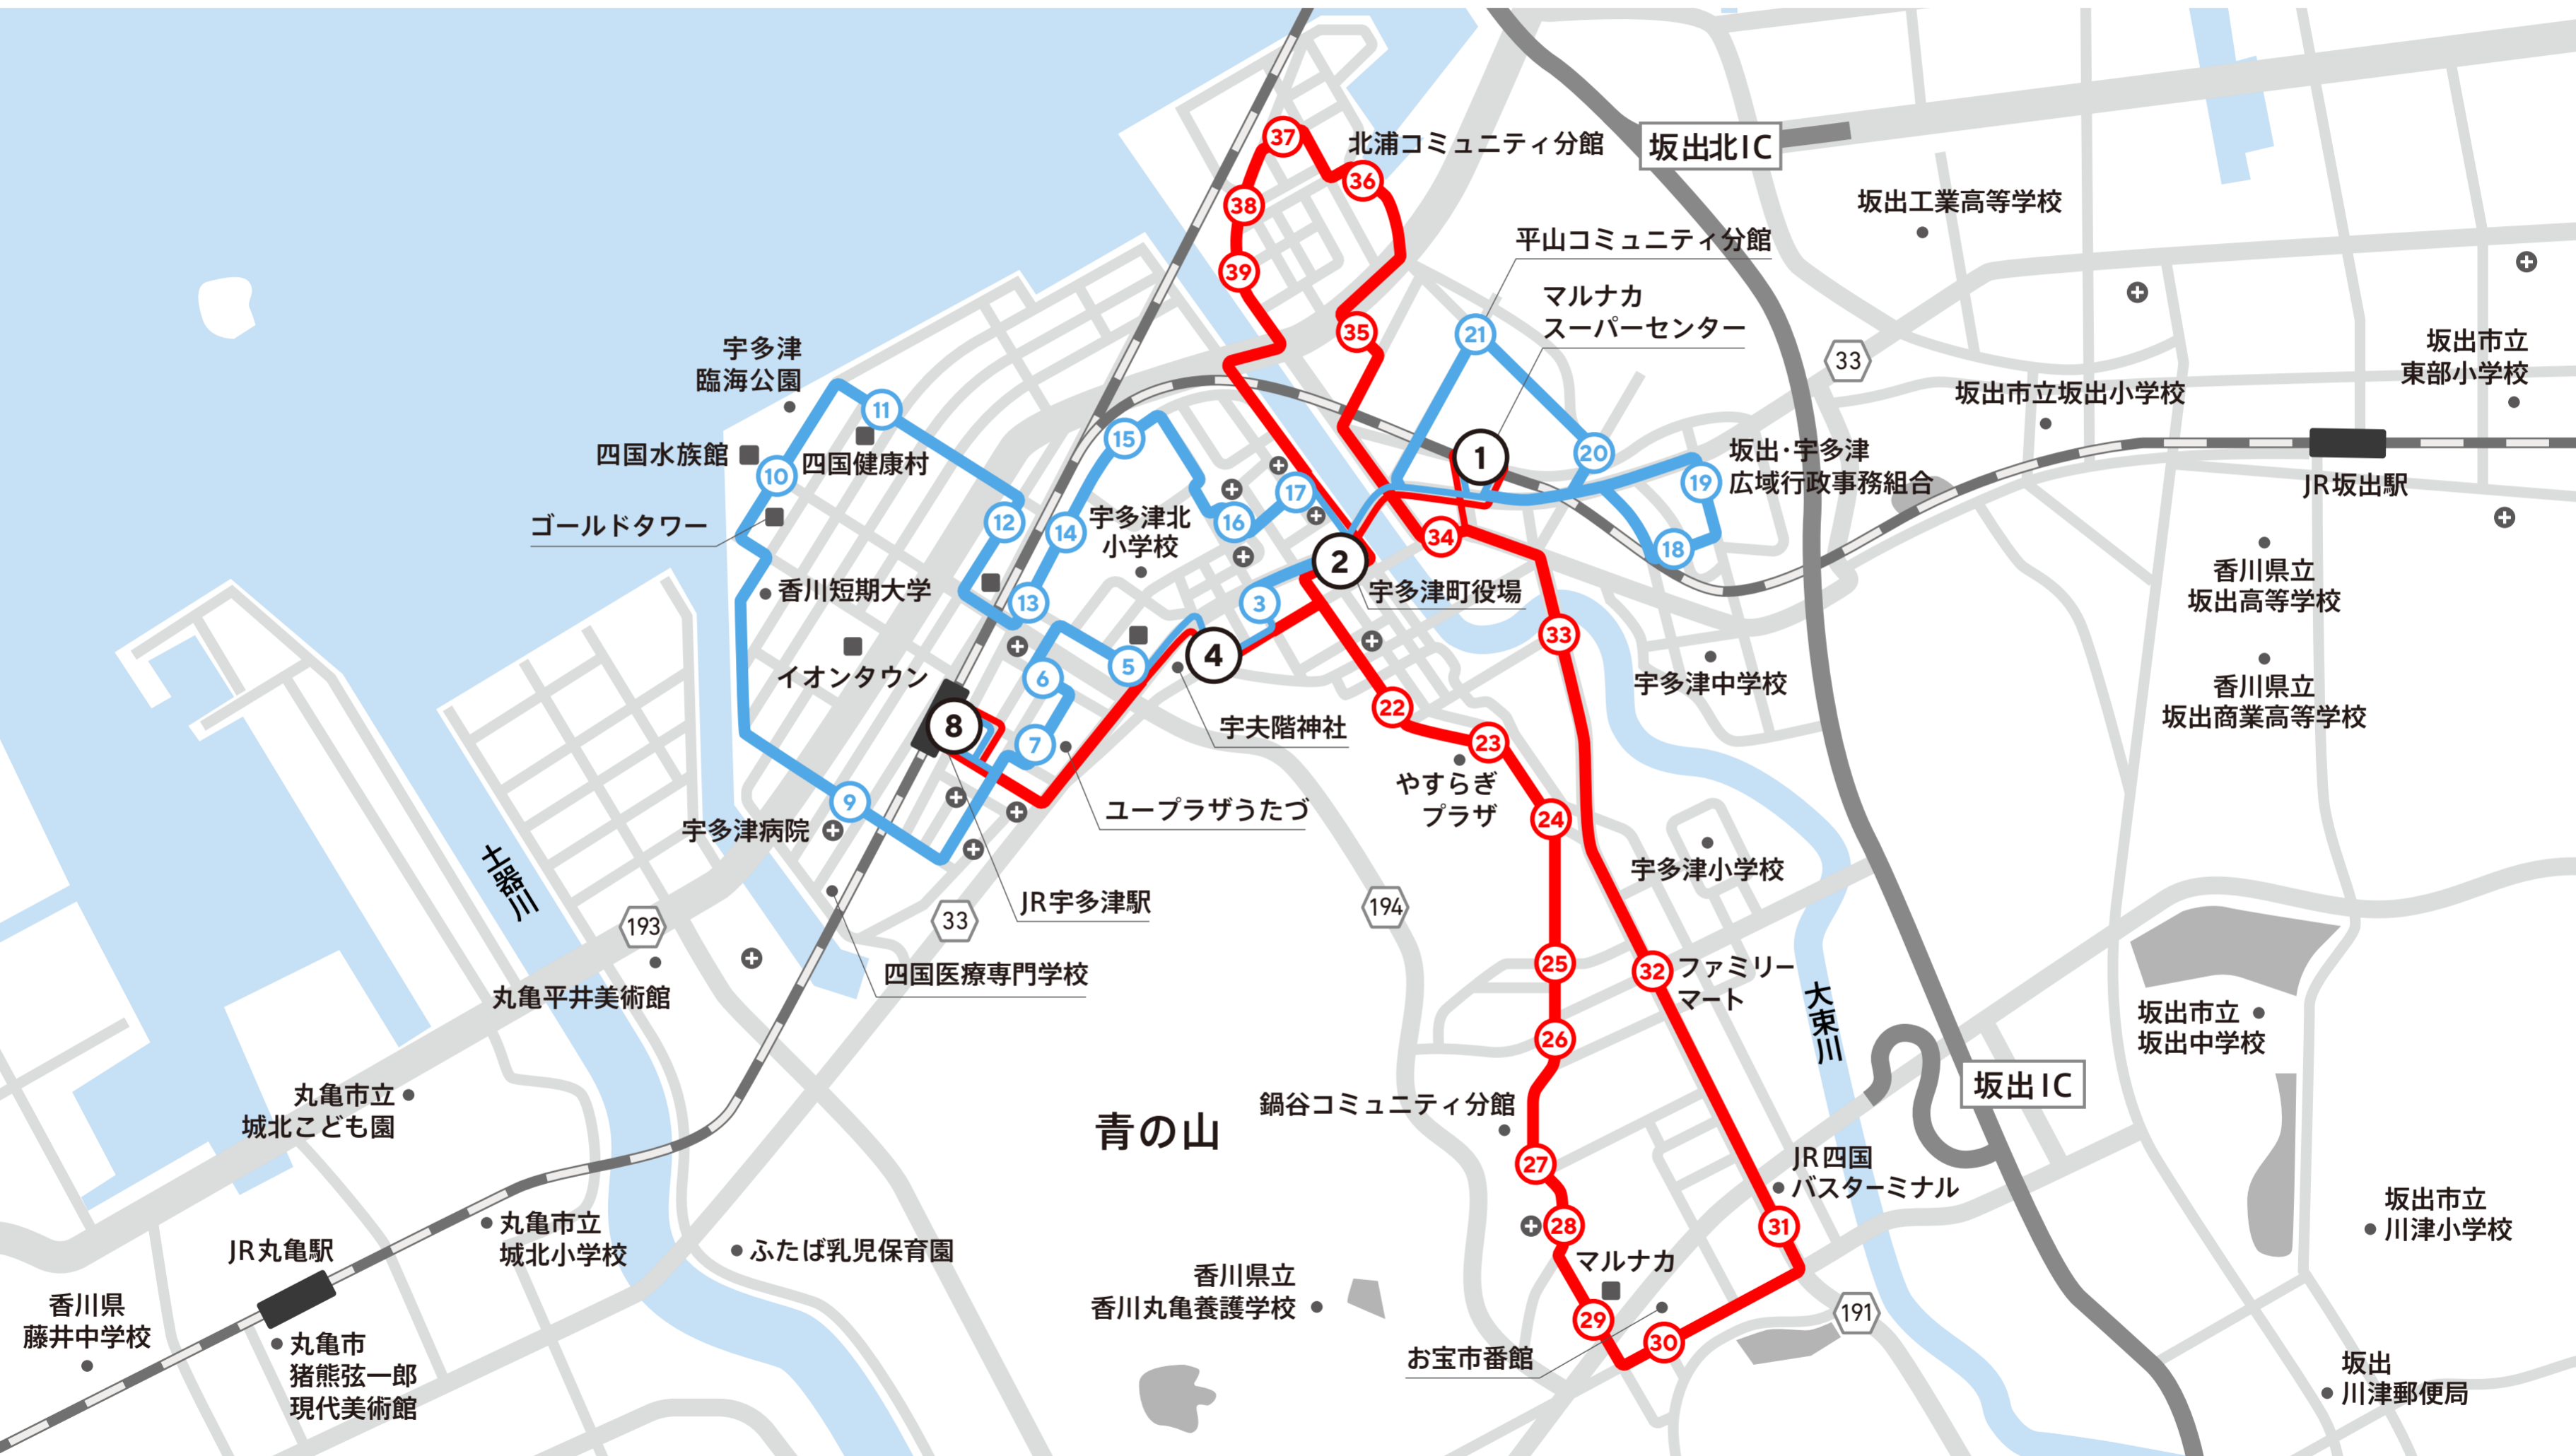 37
北浦コミュニティ分館
36
38
39
35
坂出北IC
坂出工業高等学校
平山コミュニティ分館
マルナカ
スーパーセンター
21
33
坂出市立
東部小学校
坂出市立坂出小学校
JR坂出駅
1
20
坂出・宇多津
広域行政事務組合
19
18
34
宇多津
臨海公園
11
四国水族館
10
四国健康村
ゴールドタワー
12
15
14
宇多津北
小学校
16
17
13
香川短期大学
イオンタウン
2
宇多津町役場
3
4
5
6
7
8
宇夫階神社
ユープラザうたづ
9
宇多津病院
JR宇多津駅
四国医療専門学校
33
土器川
193
丸亀平井美術館
33
宇多津中学校
22
23
やすらぎ
プラザ
24
宇多津小学校
194
25
32
ファミリー
マート
26
大束川
香川県立
坂出高等学校
香川県立
坂出商業高等学校
坂出市立
坂出中学校
坂出IC
青の山
鍋谷コミュニティ分館
27
28
JR四国
バスターミナル
31
マルナカ
29
30
お宝市番館
191
香川県立
香川丸亀養護学校
坂出市立
川津小学校
坂出
川津郵便局
丸亀市立
城北こども園
丸亀市立
城北小学校
ふたば乳児保育園
JR丸亀駅
香川県
藤井中学校
丸亀市
猪熊弦一郎
現代美術館